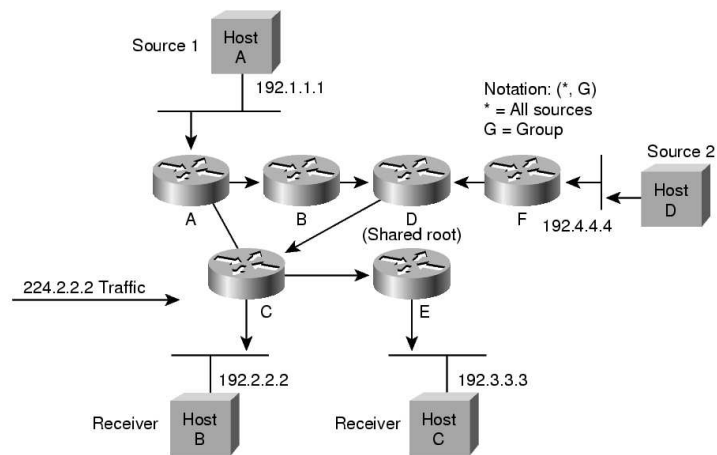 Source 1
Host
A
192.1.1.1
Notation: (*, G)
* = All sources
G = Group
Source 2
Host
D
192.4.4.4
A
B
D
F
(Shared root)
224.2.2.2 Traffic
C
E
192.2.2.2
192.3.3.3
Receiver
Host
B
Receiver
Host
C